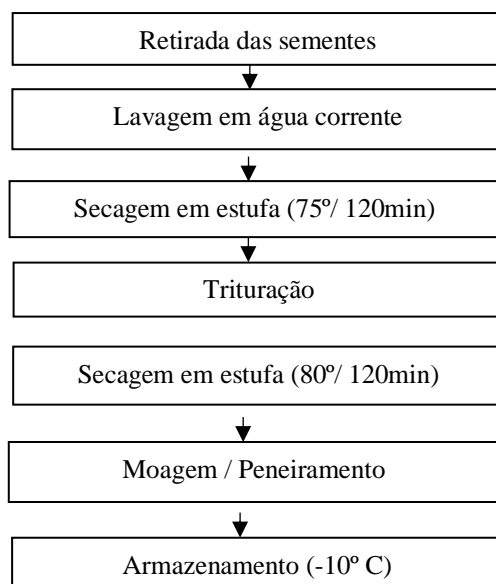 Retirada das sementes
Lavagem em água corrente
Secagem em estufa (75º/ 120min)
Trituração
Secagem em estufa (80º/ 120min)
Moagem / Peneiramento
Armazenamento (-10º C)